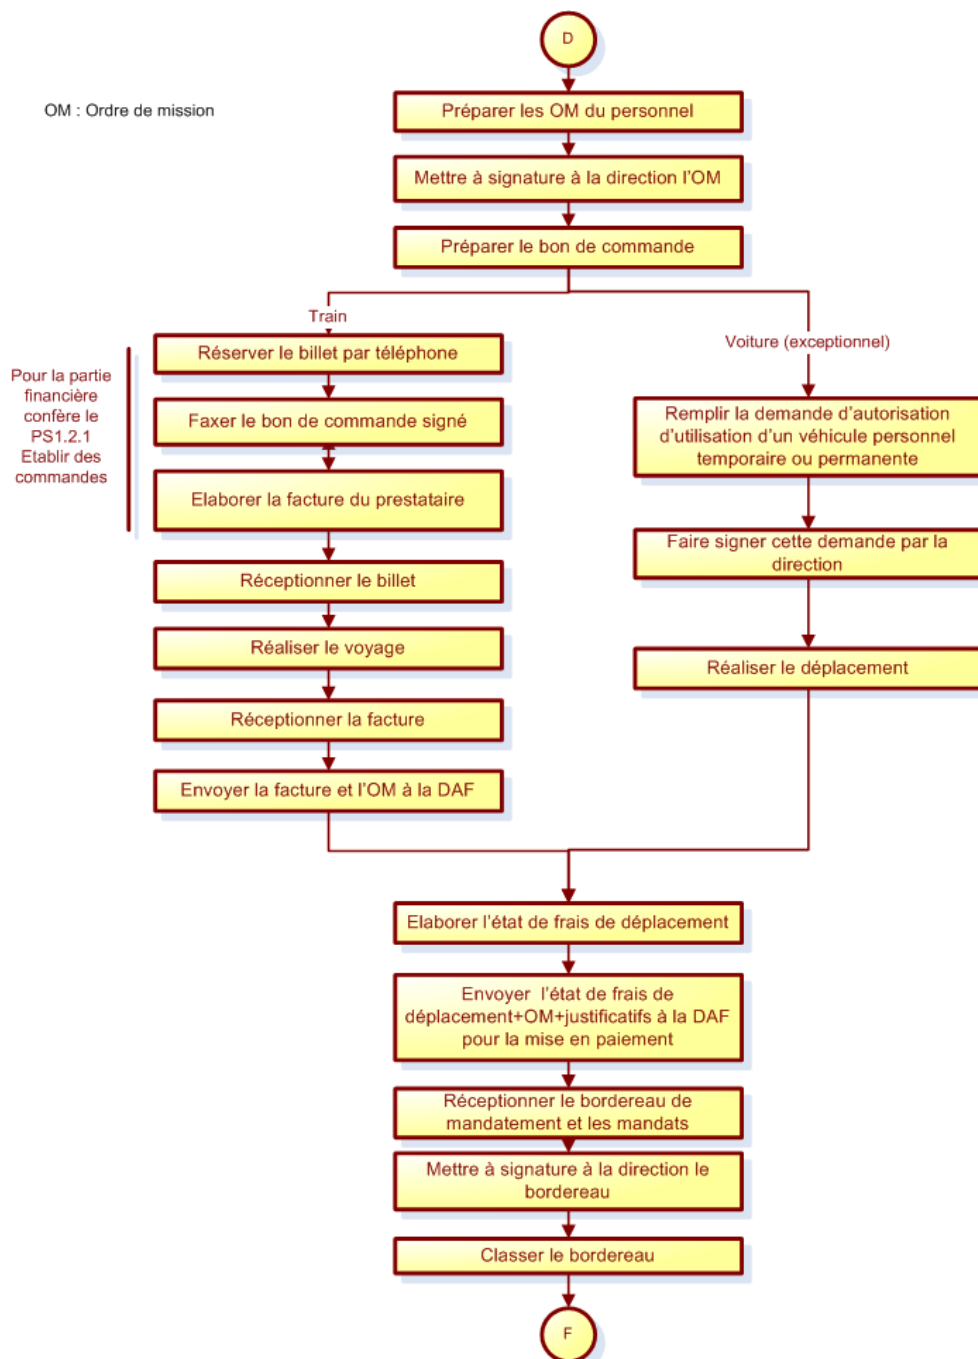 D
OM : Ordre de mission
Préparer les OM du personnel
Mettre à signature à la direction l'OM
Préparer le bon de commande
Train
Voiture (exceptionnel)
Pour la partie
financière
confère le
PS1.2.1
Etablir des
commandes
Réserver le billet par téléphone
Faxer le bon de commande signé
Elaborer la facture du prestataire
Réceptionner le billet
Réaliser le voyage
Réceptionner la facture
Envoyer la facture et l'OM à la DAF
Remplir la demande d'autorisation
d'utilisation d'un véhicule personnel
temporaire ou permanente
Faire signer cette demande par la
direction
Réaliser le déplacement
Elaborer l'état de frais de déplacement
Envoyer  l'état de frais de
déplacement+OM+justificatifs à la DAF
pour la mise en paiement
Réceptionner le bordereau de
mandatement et les mandats
Mettre à signature à la direction le
bordereau
Classer le bordereau
F